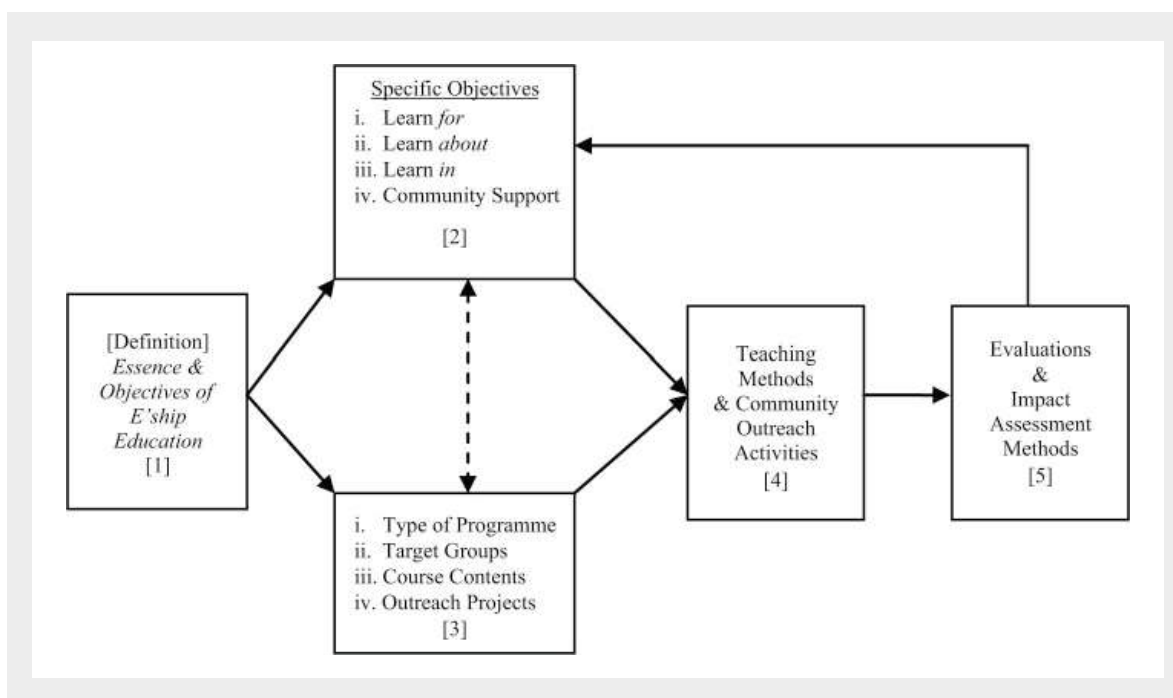 Specific Objectives
i. Learn for
ii. Learn about
iii. Learn in
iv. Community Support
[2]
[Definition]
Essence &
Objectives of
E'ship
Education
[1]
i. Type of Programme
ii. Target Groups
iii. Course Contents
iv. Outreach Projects
[3]
Teaching
Methods
& Community
Outreach
Activities
[4]
Evaluations
&
Impact
Assessment
Methods
[5]